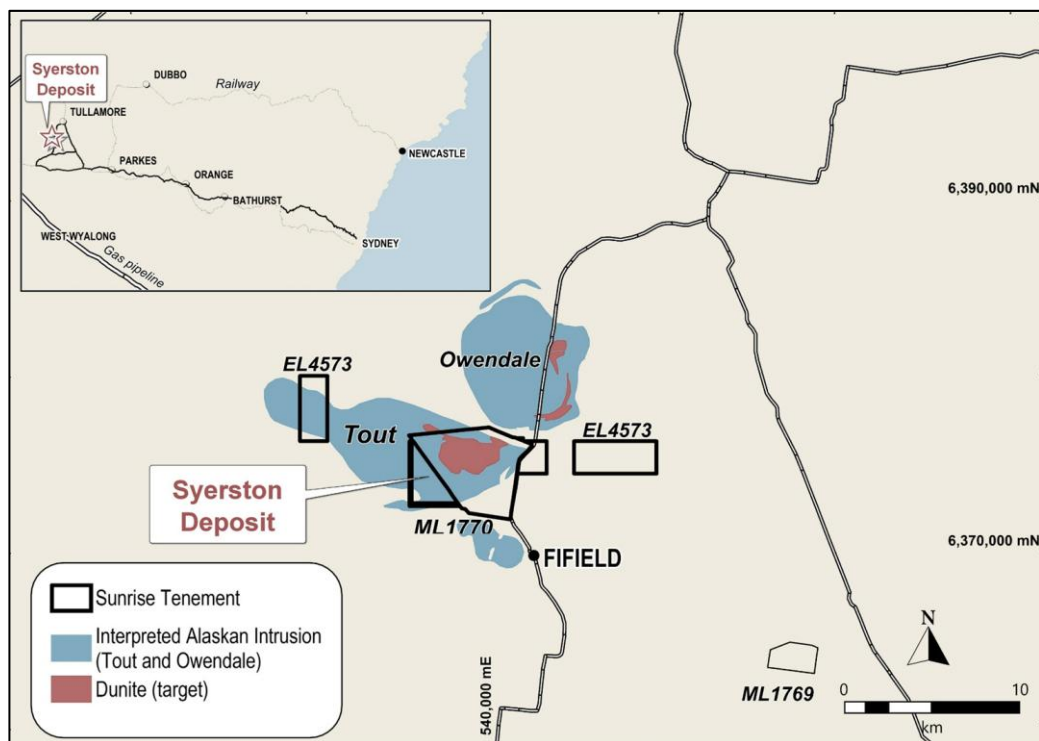 Syerston
Deposit
DUBBO
Railway
TULLAMORE
NEWCASTLE
PARKES
ORANGE
BATHURST
SYDNEY
WEST-WYALONG
Gas pipeline
6,390,000 mN
Owendale
EL4573
Tout
EL4573
Syerston
Deposit
ML1770
6,370,000 mN
FIFIELD
Sunrise Tenement
Interpreted Alaskan Intrusion
(Tout and Owendale)
Dunite (target)
540,000 mE
N
ML1769
0 10
km